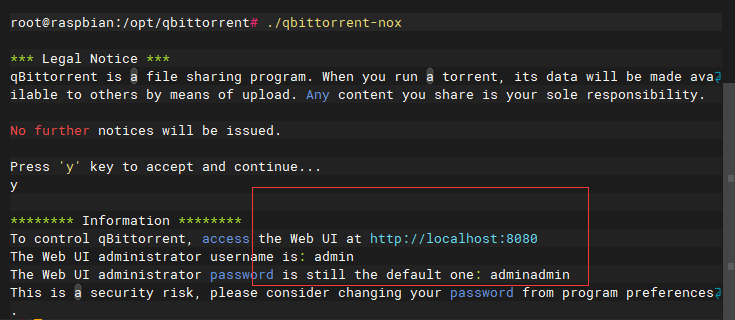 root@raspbian:/opt/qbittorrent# ./qbittorrent-nox
*** Legal Notice ***
qBittorrent is a file sharing program. When you run a torrent, its data will be made ava
ilable to others by means of upload. Any content you share is your sole responsibility.
No further notices will be issued.
Press 'y' key to accept and continue...
y
******** Information ********
To control qBittorrent, access the Web UI at http://localhost:8080
The Web UI administrator username is: admin
The Web UI administrator password is still the default one: adminadmin
This is a security risk, please consider changing your password from program preferences
.